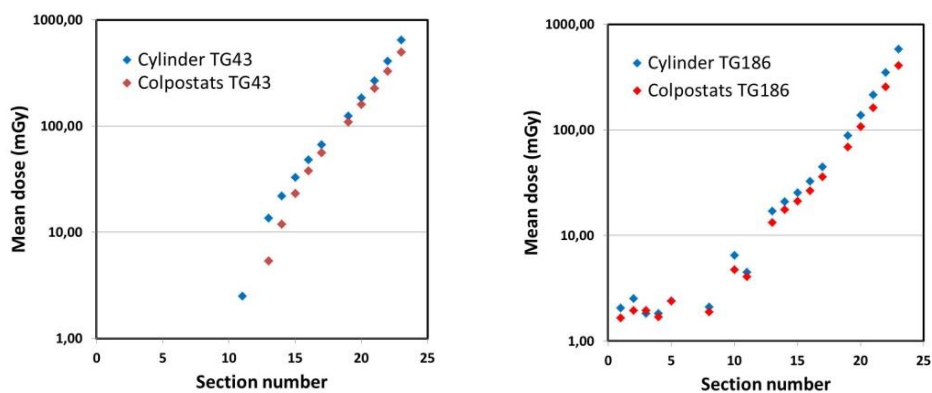 1000,00
100,00
10,00
1,00
Mean dose (mGy)
Cylinder TG43
Colpostats TG43
0 5 10 15 20 25
Section number
1000,00
100,00
10,00
1,00
Mean dose (mGy)
Cylinder TG186
Colpostats TG186
0 5 10 15 20 25
Section number